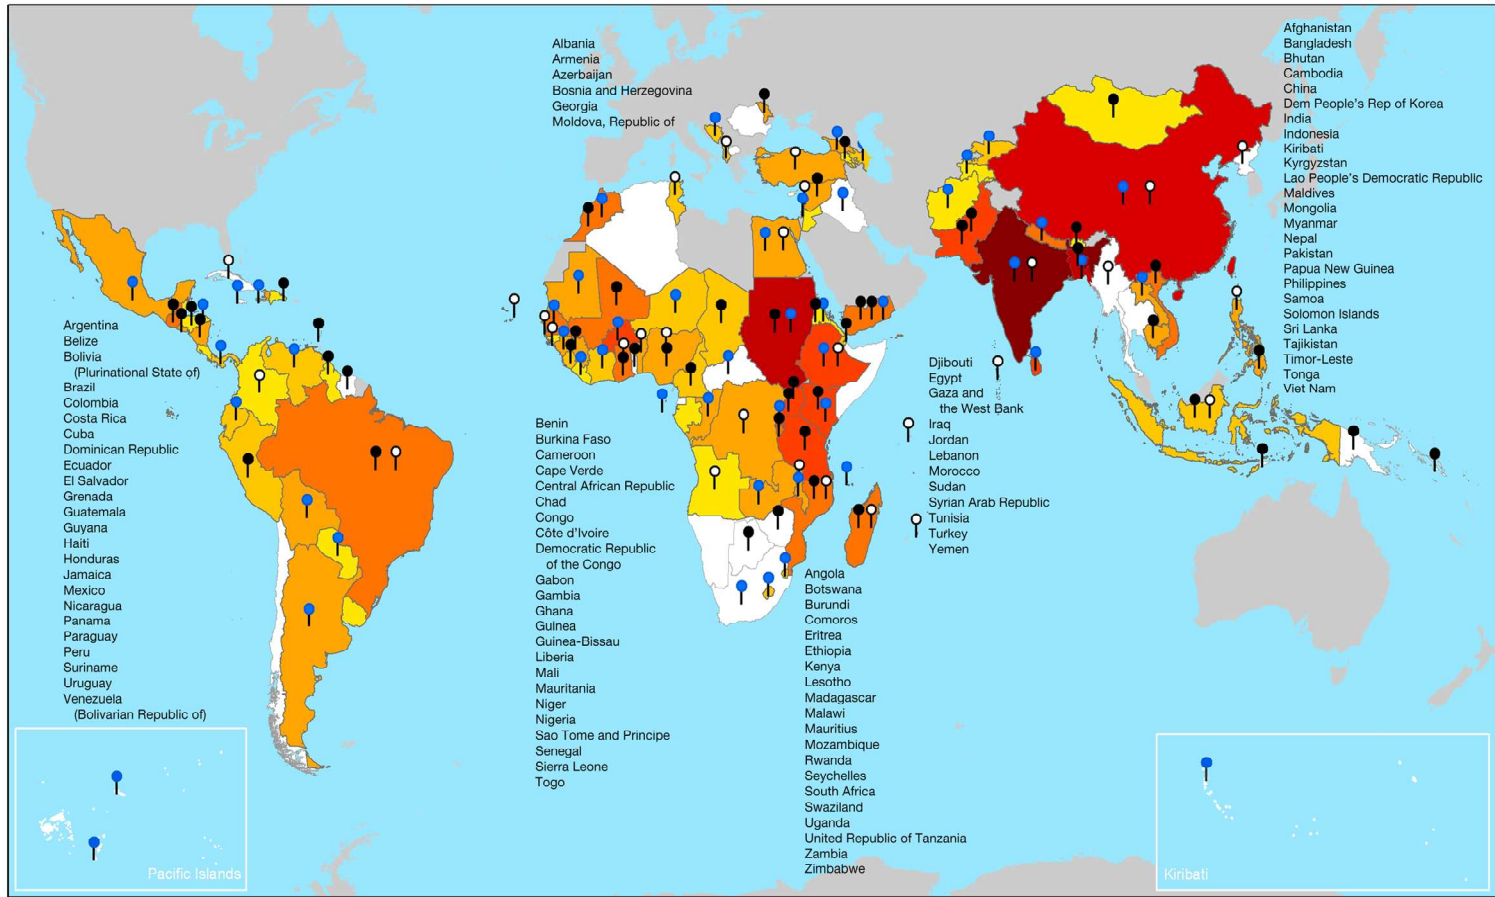 Albania
Armenia
Azerbaijan
Bosnia and Herzegovina
Georgia
Moldova, Republic of
Afghanistan
Bangladesh
Bhutan
Cambodia
China
Dem People's Rep of Korea
India
Indonesia
Kiribati
Kyrgyzstan
Lao People's Democratic Republic
Maldives
Mongolia
Myanmar
Nepal
Pakistan
Papua New Guinea
Philippines
Samoa
Solomon Islands
Sri Lanka
Tajikistan
Timor-Leste
Tonga
Viet Nam
Argentina
Belize
Bolivia
(Plurinational State of)
Brazil
Colombia
Costa Rica
Cuba
Dominican Republic
Ecuador
El Salvador
Grenada
Guatemala
Guyana
Haiti
Honduras
Jamaica
Mexico
Nicaragua
Panama
Paraguay
Peru
Suriname
Uruguay
Venezuela
(Bolivarian Republic of)
Djibouti
Egypt
Gaza and
the West Bank
Iraq
Jordan
Lebanon
Morocco
Sudan
Syrian Arab Republic
Tunisia
Turkey
Yemen
Benin
Burkina Faso
Cameroon
Cape Verde
Central African Republic
Chad
Congo
Côte d'Ivoire
Democratic Republic
of the Congo
Gabon
Gambia
Ghana
Guinea
Guinea-Bissau
Liberia
Mali
Mauritania
Niger
Nigeria
Sao Tome and Principe
Senegal
Sierra Leone
Togo
Angola
Botswana
Burundi
Comoros
Eritrea
Ethiopia
Kenya
Lesotho
Madagascar
Malawi
Mauritius
Mozambique
Rwanda
Seychelles
South Africa
Swaziland
Uganda
United Republic of Tanzania
Zambia
Zimbabwe
Pacific Islands
Kiribati